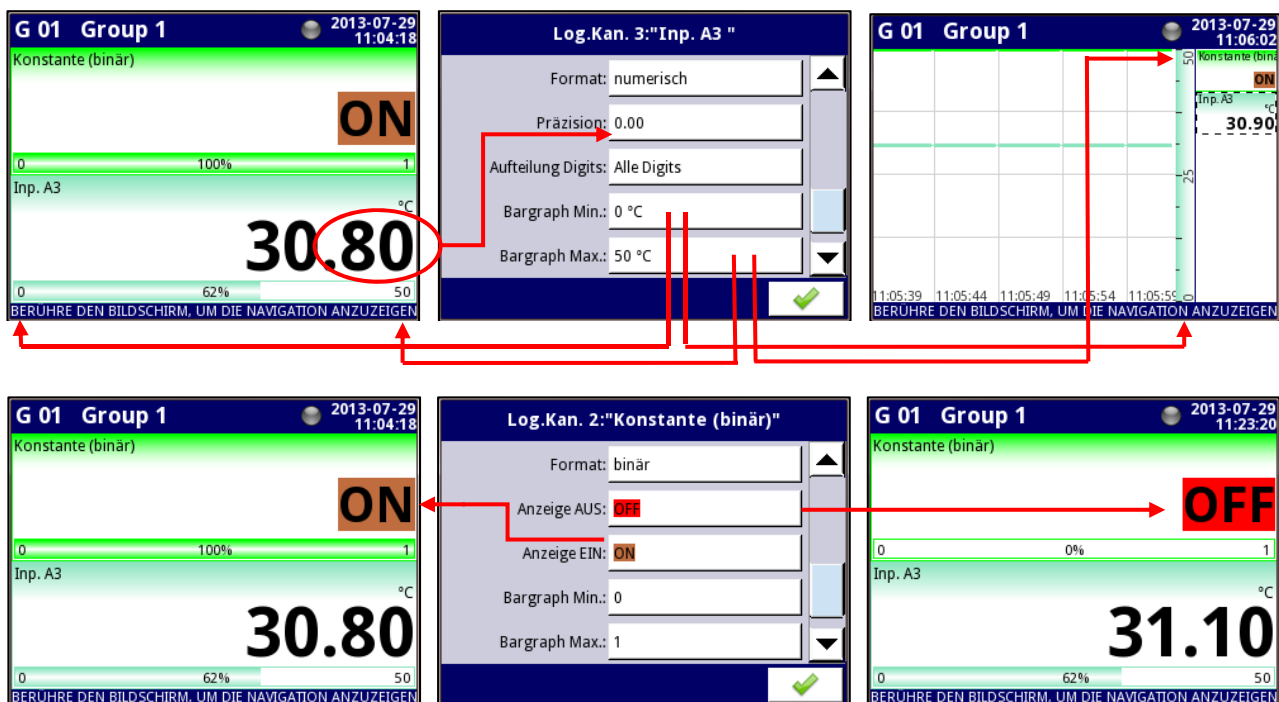 G 01 Group 1
2013-07-29
11:04:18
Konstante (binär)
ON
0 100% 1
Inp. A3
°C
30.80
0 62% 50
BERÜHRE DEN BILDSCHIRM, UM DIE NAVIGATION ANZUZEIGEN
Log.Kan. 3:"Inp. A3 "
Format: numerisch
Präzision: 0.00
Aufteilung Digits: Alle Digits
Bargraph Min.: 0 °C
Bargraph Max.: 50 °C
G 01 Group 1
2013-07-29
11:06:02
50
25
0
Konstante (bin
ON
Inp. A3
°C
30.90
11:05:39 11:05:44 11:05:49 11:05:54 11:05:59
BERÜHRE DEN BILDSCHIRM, UM DIE NAVIGATION ANZUZEIGEN
G 01 Group 1
2013-07-29
11:04:18
Konstante (binär)
ON
0 100% 1
Inp. A3
°C
30.80
0 62% 50
BERÜHRE DEN BILDSCHIRM, UM DIE NAVIGATION ANZUZEIGEN
Log.Kan. 2:"Konstante (binär)"
Format: binär
Anzeige AUS: OFF
Anzeige EIN: ON
Bargraph Min.: 0
Bargraph Max.: 1
G 01 Group 1
2013-07-29
11:23:20
Konstante (binär)
OFF
0 0% 1
Inp. A3
°C
31.10
0 62% 50
BERÜHRE DEN BILDSCHIRM, UM DIE NAVIGATION ANZUZEIGEN